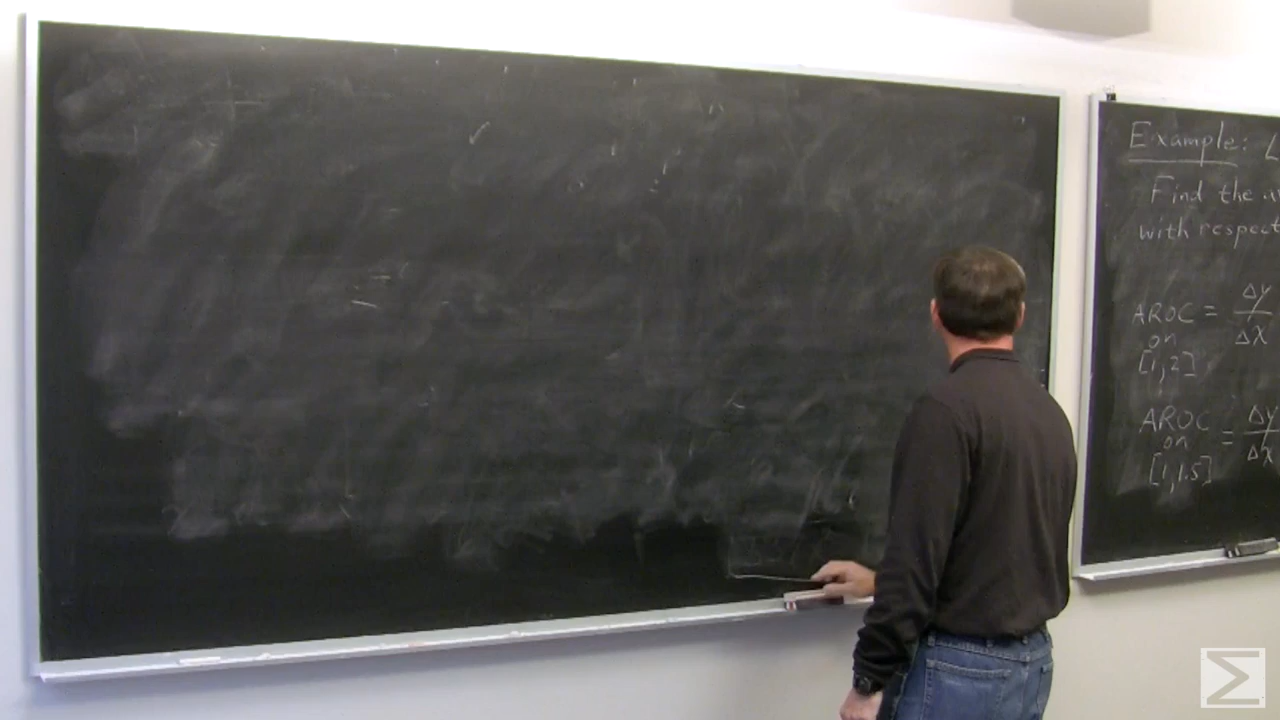 Example:
Find the
with respect
AROC = Δy/Δx
on
[1,2]
AROC = Δy/Δx
on
[1,1.5]
Σ